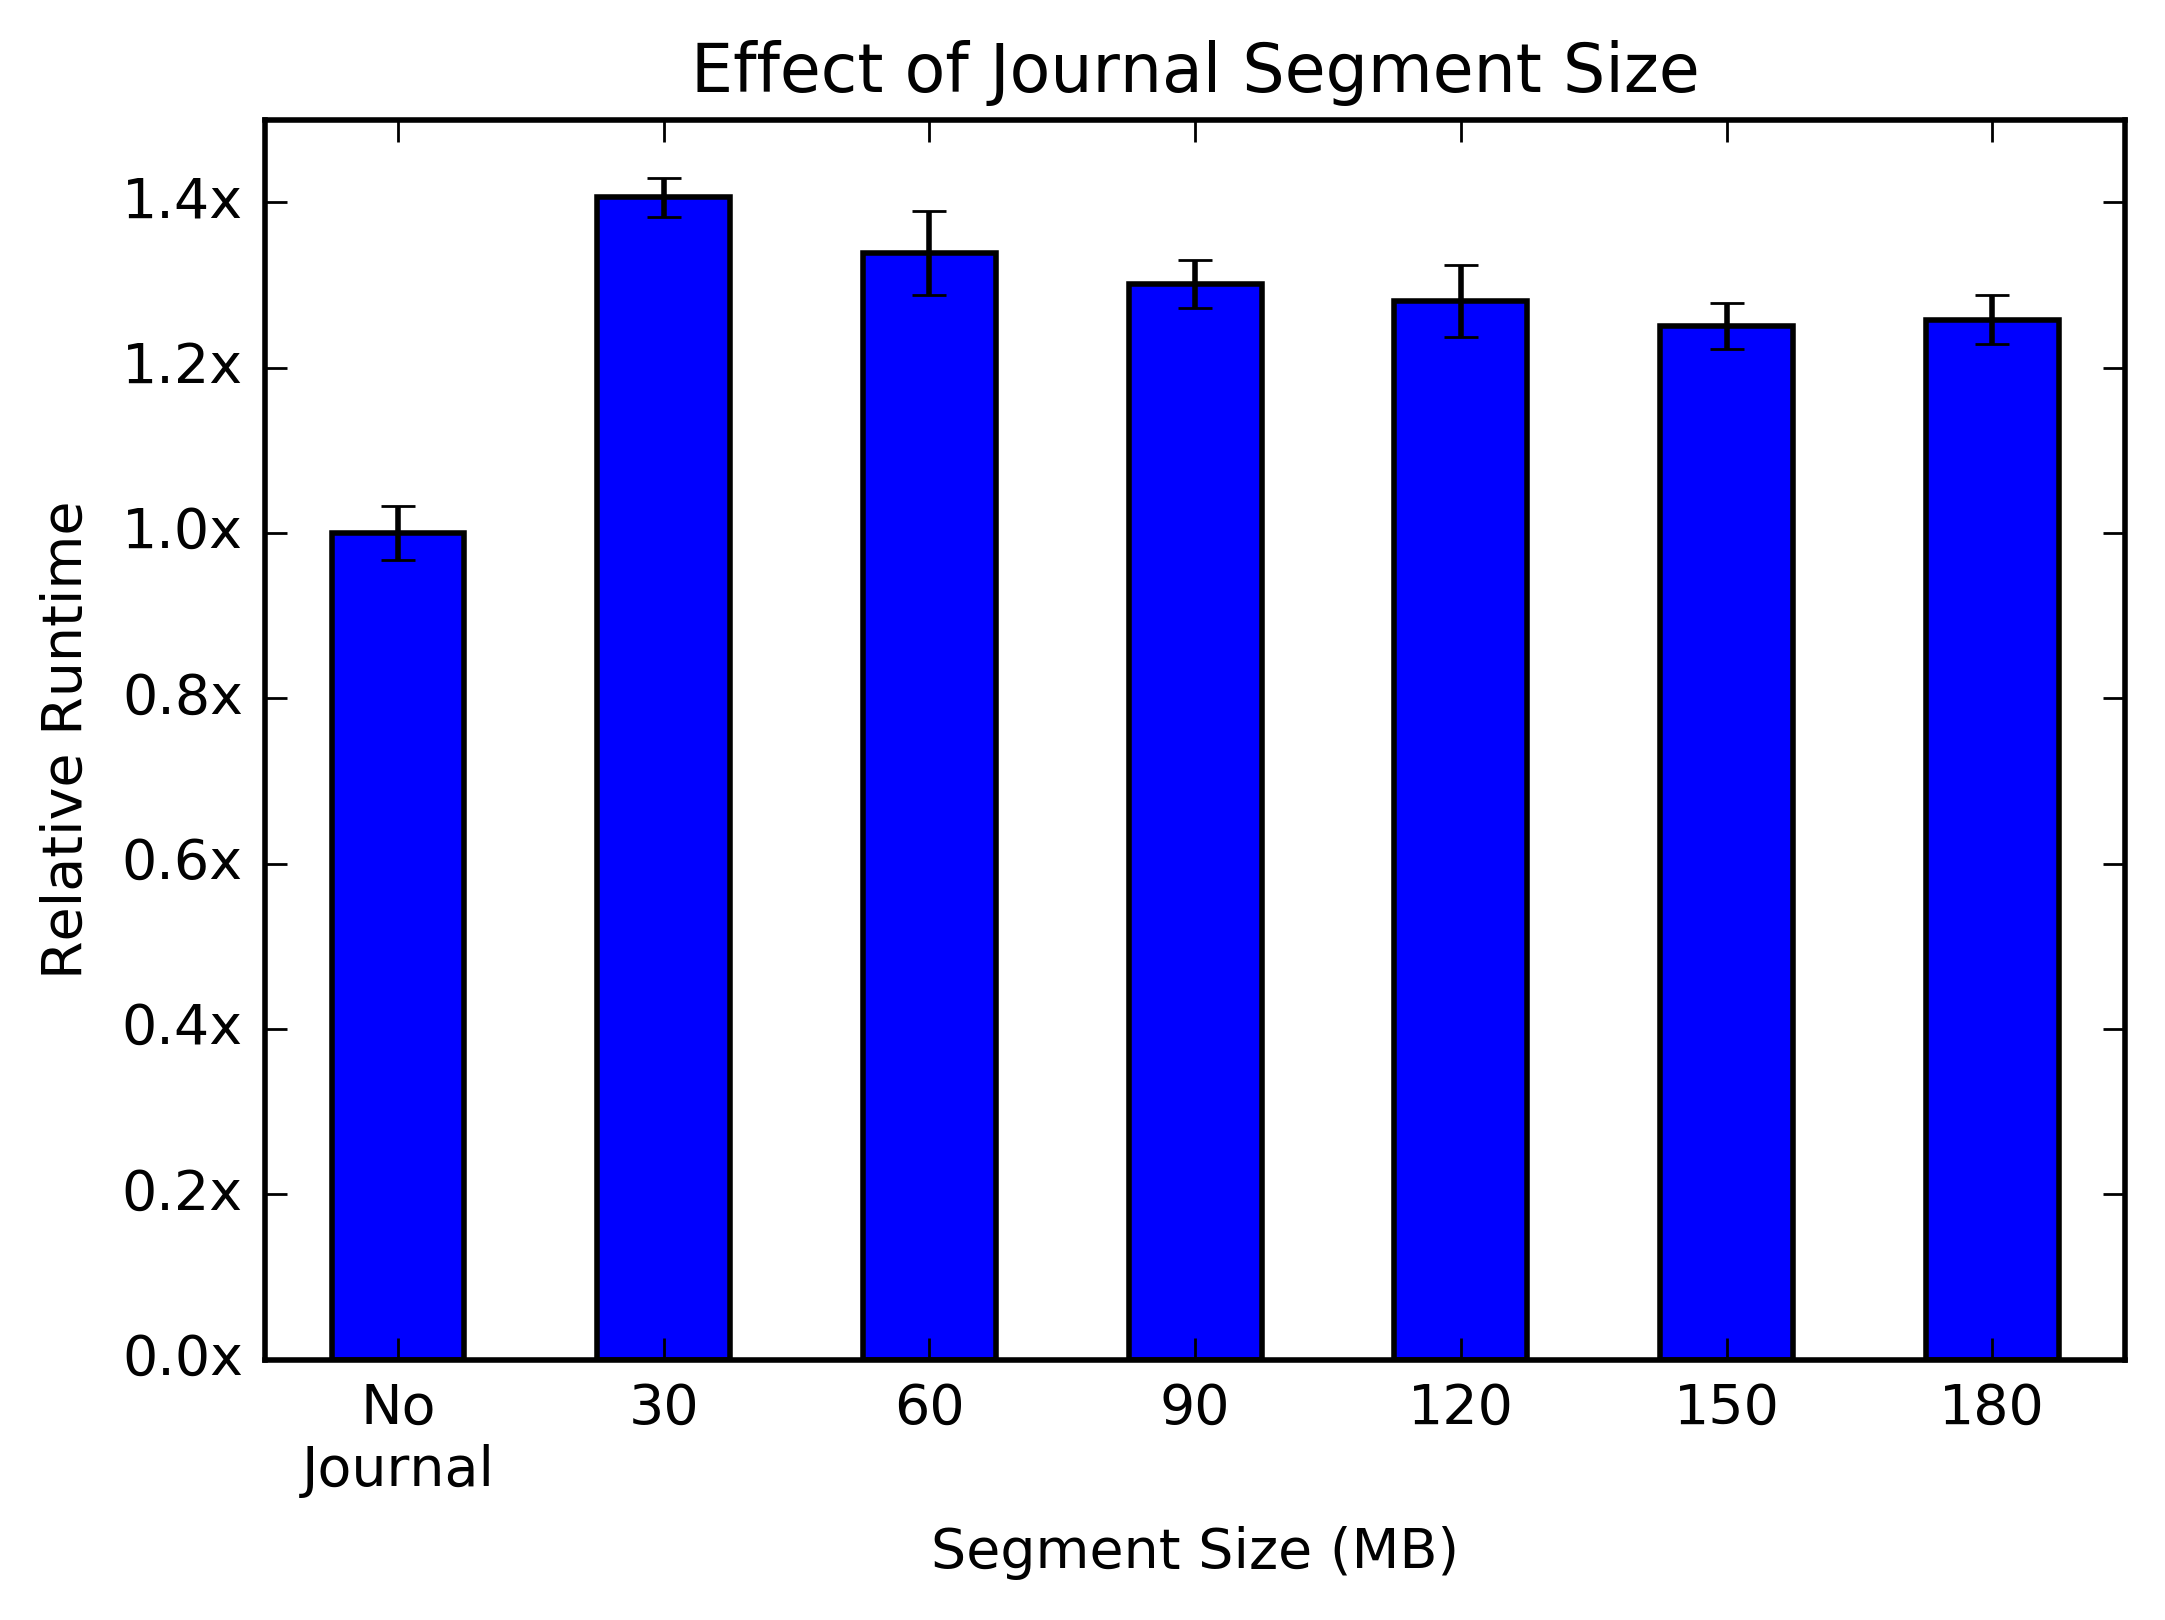 Effect of Journal Segment Size
Relative Runtime
1.4x
1.2x
1.0x
0.8x
0.6x
0.4x
0.2x
0.0x
No
Journal
30
60
90
120
150
180
Segment Size (MB)